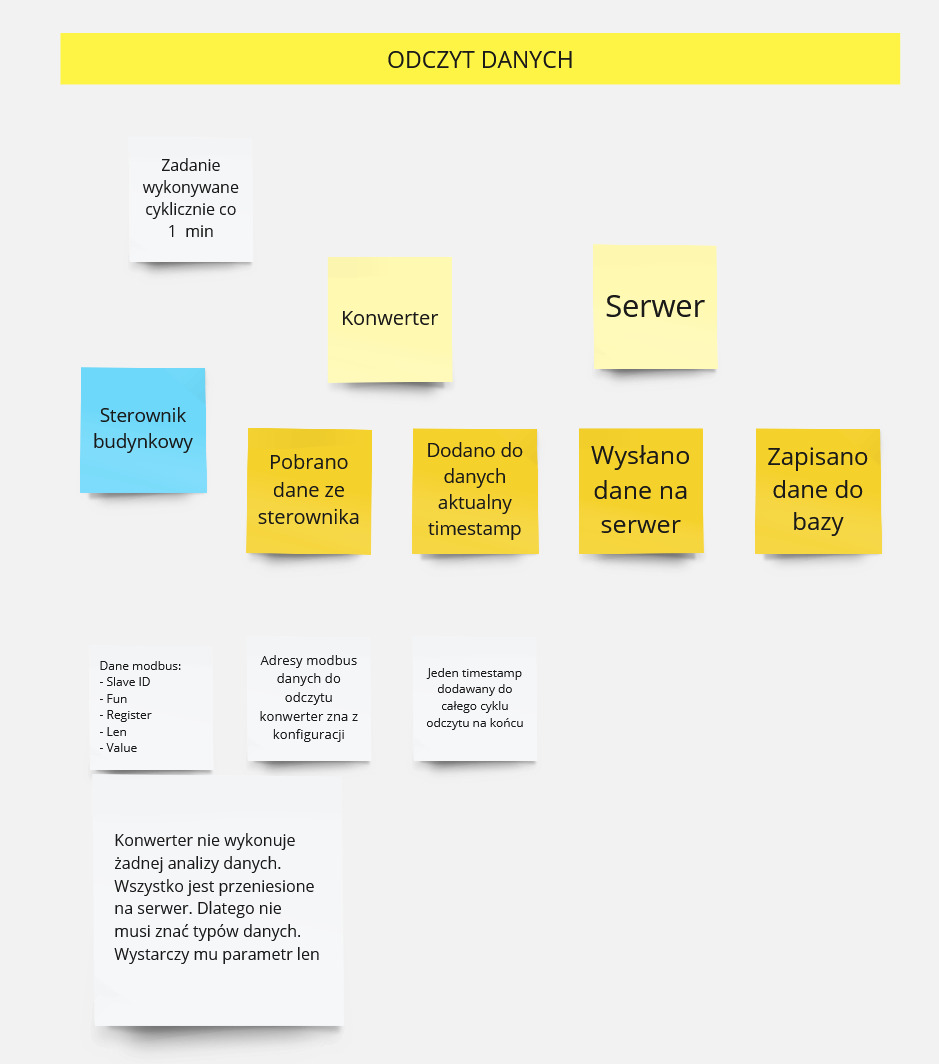 ODCZYT DANYCH
Zadanie
wykonywane
cyklicznie co
1 min
Konwerter
Serwer
Sterownik
budynkowy
Pobrano
dane ze
sterownika
Dodano do
danych
aktualny
timestamp
Wysłano
dane na
serwer
Zapisano
dane do
bazy
Dane modbus:
- Slave ID
- Fun
- Register
- Len
- Value
Adresy modbus
danych do
odczytu
konwerter zna z
konfiguracji
Jeden timestamp
dodawany do
całego cyklu
odczytu na końcu
Konwerter nie wykonuje
żadnej analizy danych.
Wszystko jest przeniesione
na serwer. Dlatego nie
musi znać typów danych.
Wystarczy mu parametr len